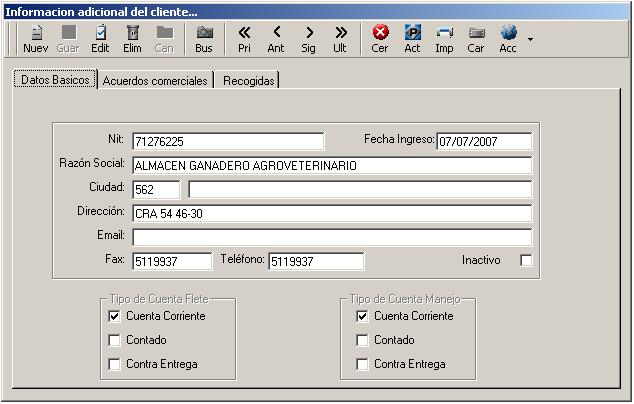 Informacion adicional del cliente...
Nuev Guar Edit Elim Can Bus Pri Ant Sig Ult Cer Act Imp Car Acc
Datos Basicos Acuerdos comerciales Recogidas
Nit: 71276225 Fecha Ingreso: 07/07/2007
Razón Social: ALMACEN GANADERO AGROVETERINARIO
Ciudad: 562
Dirección: CRA 54 46-30
Email:
Fax: 5119937 Teléfono: 5119937 Inactivo
Tipo de Cuenta Flete Tipo de Cuenta Manejo
Cuenta Corriente Cuenta Corriente
Contado Contado
Contra Entrega Contra Entrega